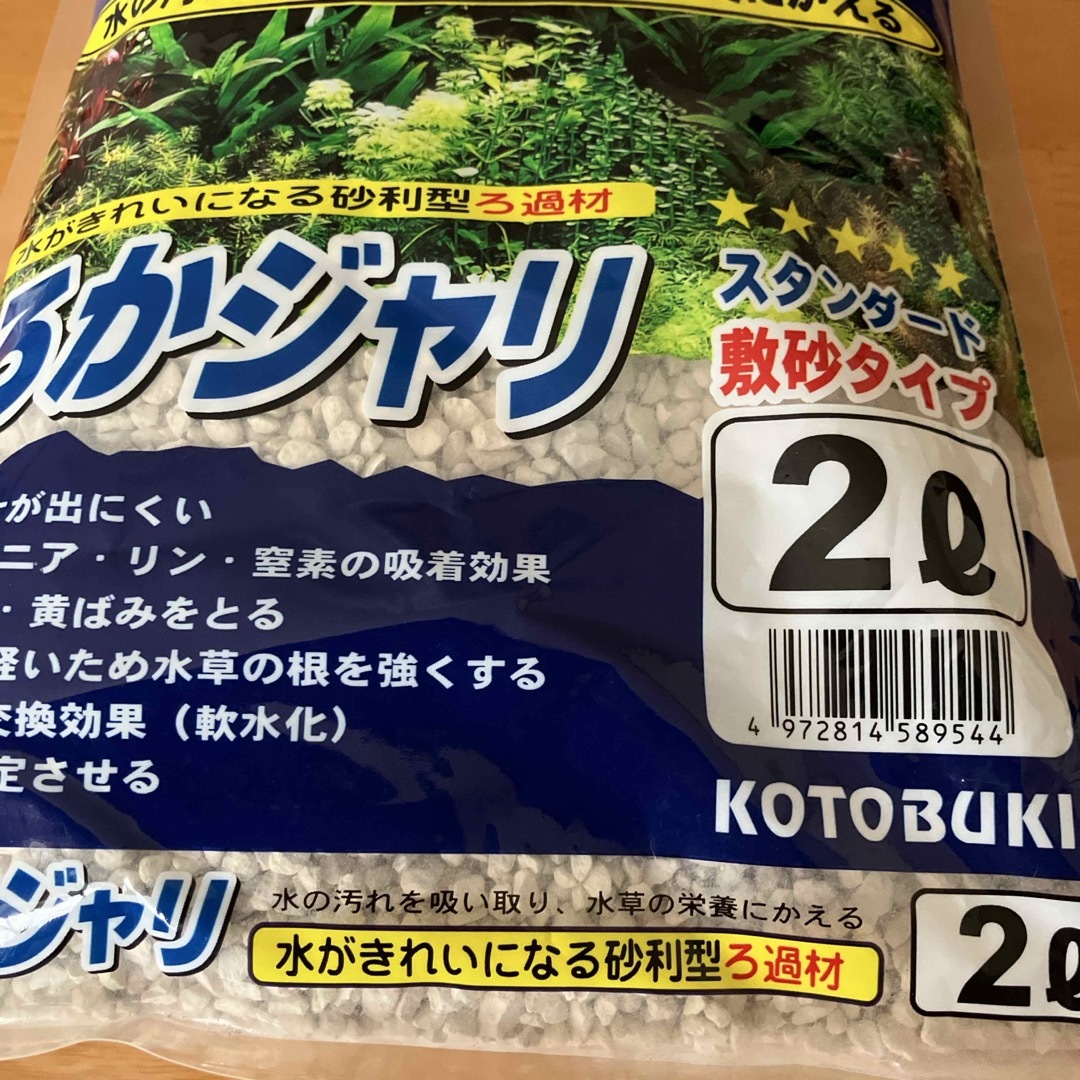 水がきれいになる砂利型ろ過材
ろかジャリ
スタンダード
敷砂タイプ
2ℓ
が出にくい
ニア・リン・窒素の吸着効果
・黄ばみをとる
軽いため水草の根を強くする
交換効果（軟水化）
定させる
4 972814 589544
KOTOBUKI
ジャリ
水の汚れを吸い取り、水草の栄養にかえる
水がきれいになる砂利型ろ過材
2ℓ